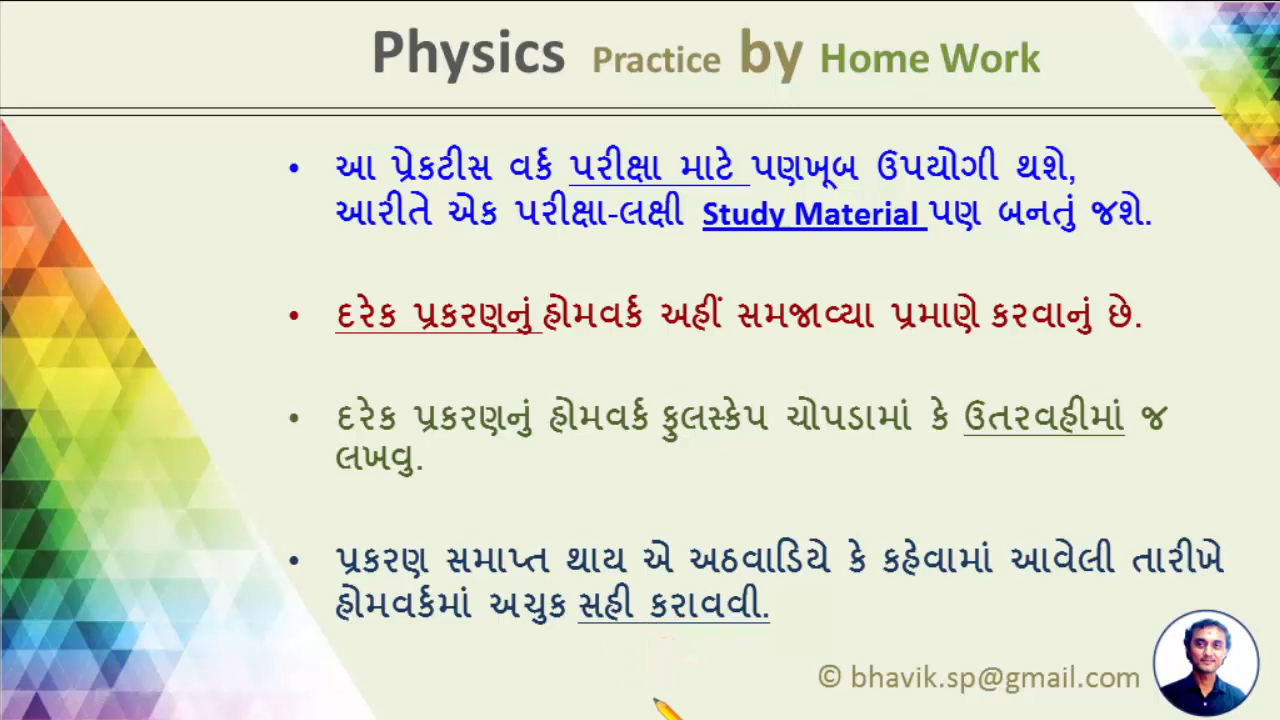 Physics Practice by Home Work
• આ પ્રેકટીસ વર્ક પરીક્ષા માટે પણખૂબ ઉપયોગી થશે,
આરીતે એક પરીક્ષા-લક્ષી Study Material પણ બનતું જશે.
• દરેક પ્રકરણનું હોમવર્ક અહીં સમજાવ્યા પ્રમાણે કરવાનું છે.
• દરેક પ્રકરણનું હોમવર્ક ફુલસ્કેપ ચોપડામાં કે ઉતરવહીમાં જ
લખવુ.
• પ્રકરણ સમાપ્ત થાય એ અઠવાડિયે કે કહેવામાં આવેલી તારીખે
હોમવર્કમાં અચુક સહી કરાવવી.
© bhavik.sp@gmail.com